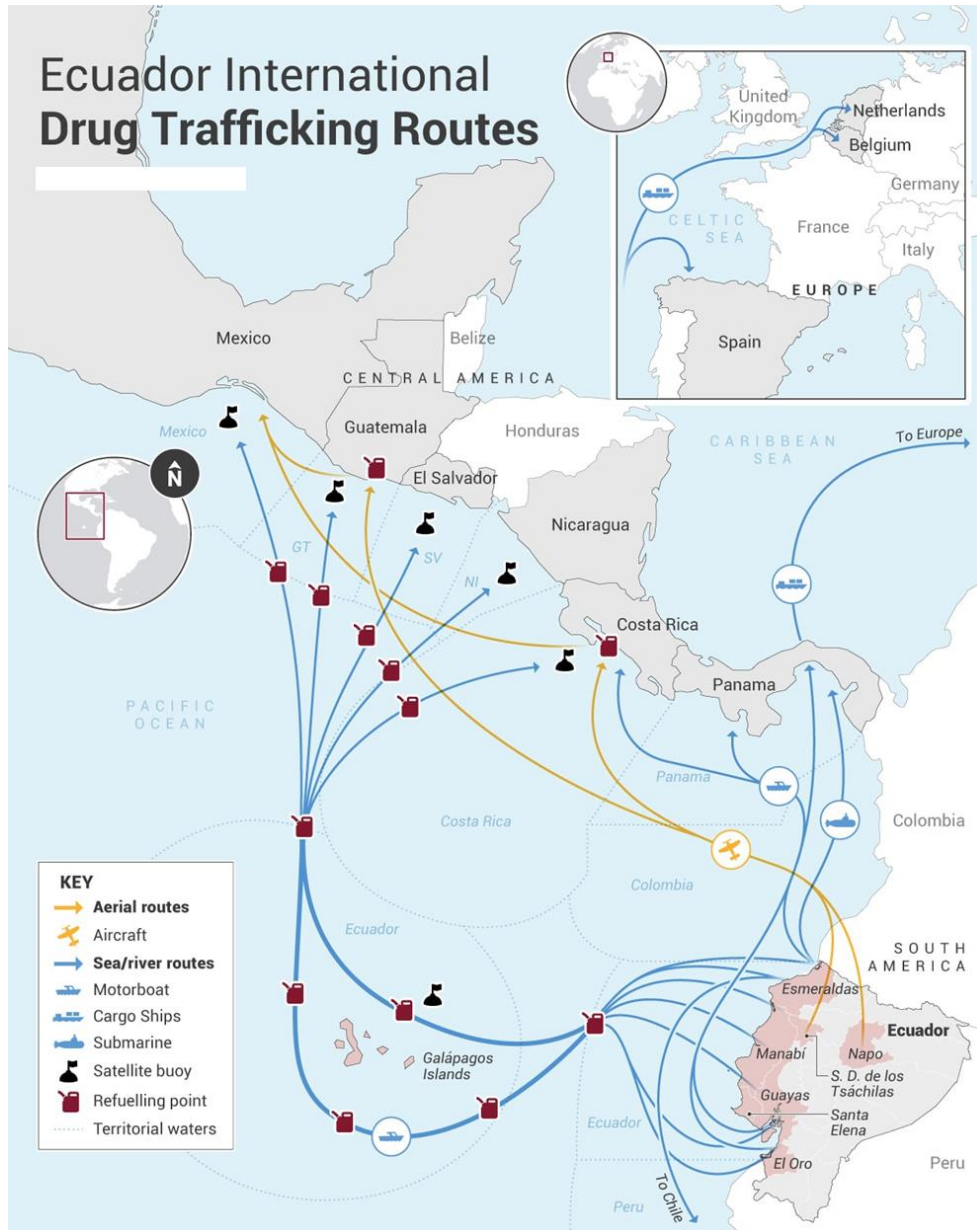 Ecuador International
Drug Trafficking Routes
United
Kingdom
Netherlands
Belgium
Germany
CELTIC
SEA
France
Italy
EUROPE
Spain
Mexico
Belize
CENTRAL AMERICA
Mexico
Guatemala
Honduras
CARIBBEAN
SEA
To Europe
N
El Salvador
Nicaragua
GT
SV
NI
Costa Rica
Panama
PACIFIC
OCEAN
Panama
Costa Rica
Colombia
Colombia
KEY
Aerial routes
Aircraft
Sea/river routes
Motorboat
Cargo Ships
Submarine
Satellite buoy
Refuelling point
Territorial waters
Ecuador
Galápagos
Islands
SOUTH
AMERICA
Esmeraldas
Ecuador
Manabí
Napo
S. D. de los
Tsáchilas
Guayas
Santa
Elena
Ecuador
El Oro
Peru
Peru
To Chile